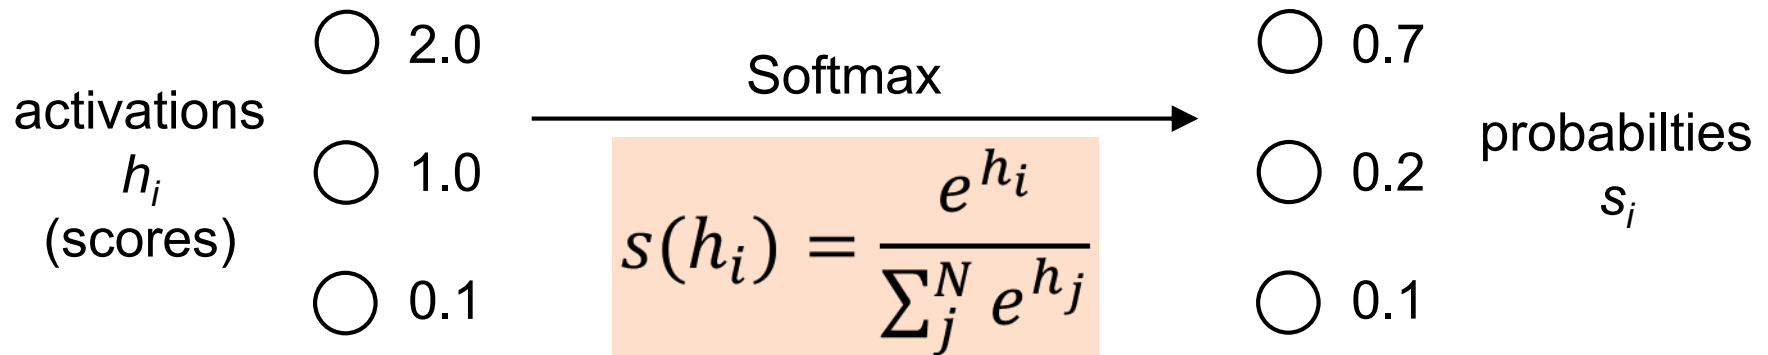 activations
h_i
(scores)
2.0
1.0
0.1
Softmax
s(h_i) = \frac{e^{h_i}}{\sum_j^N e^{h_j}}
0.7
0.2
0.1
probabilties
s_i